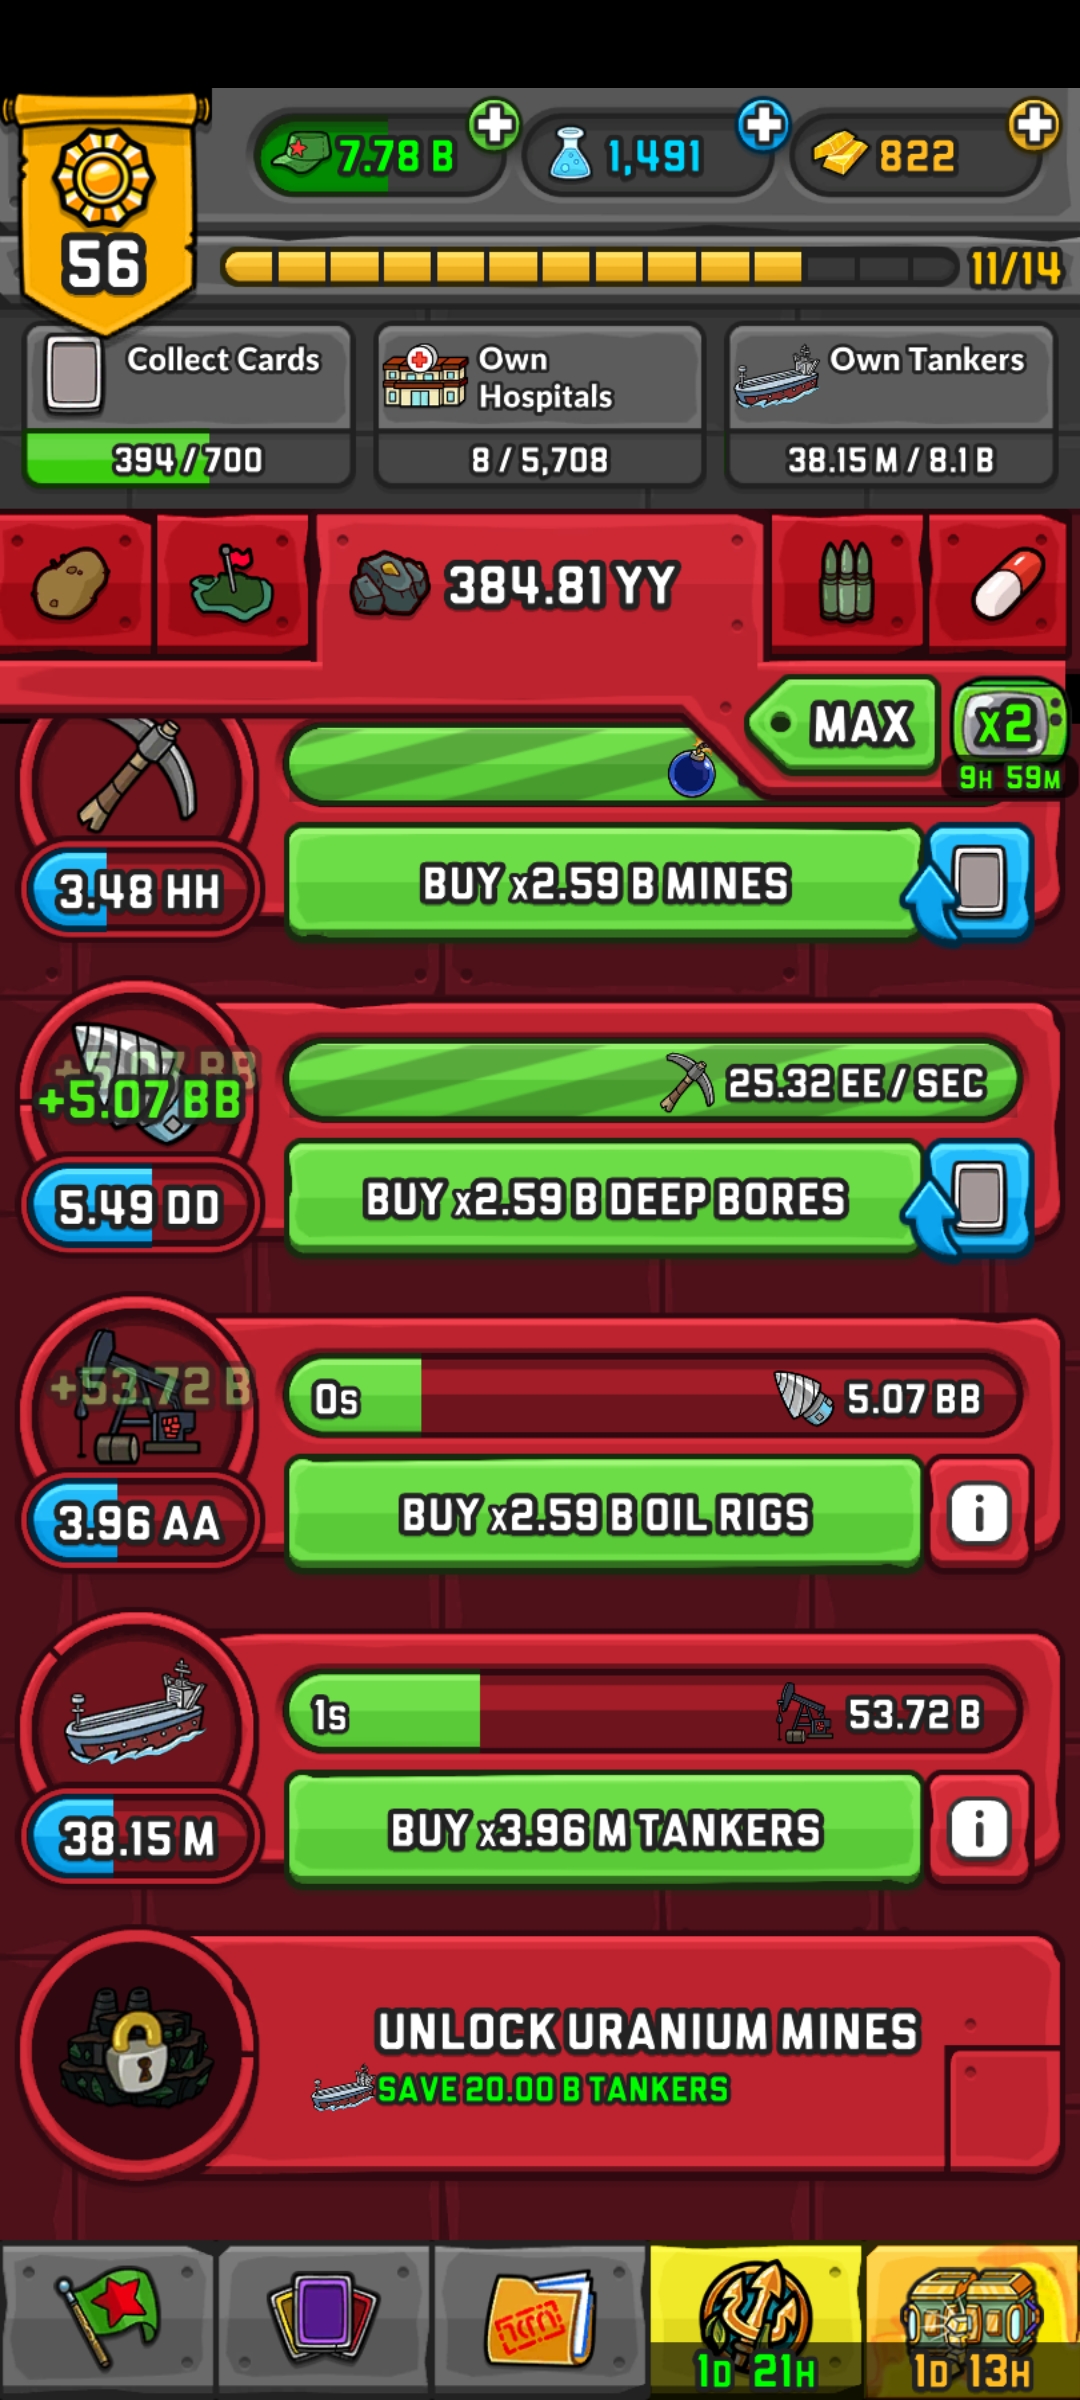 7.78 B
1,491
822
56
11/14
Collect Cards
394 / 700
Own
Hospitals
8 / 5,708
Own Tankers
38.15 M / 8.1 B
384.81 YY
MAX
x2
9H 59M
3.48 HH
BUY x2.59 B MINES
+5.07 BB
+5.07 BB
25.32 EE / SEC
5.49 DD
BUY x2.59 B DEEP BORES
+53.72 B
0s
5.07 BB
3.96 AA
BUY x2.59 B OIL RIGS
i
1s
53.72 B
38.15 M
BUY x3.96 M TANKERS
i
UNLOCK URANIUM MINES
SAVE 20.00 B TANKERS
1D 21H
1D 13H